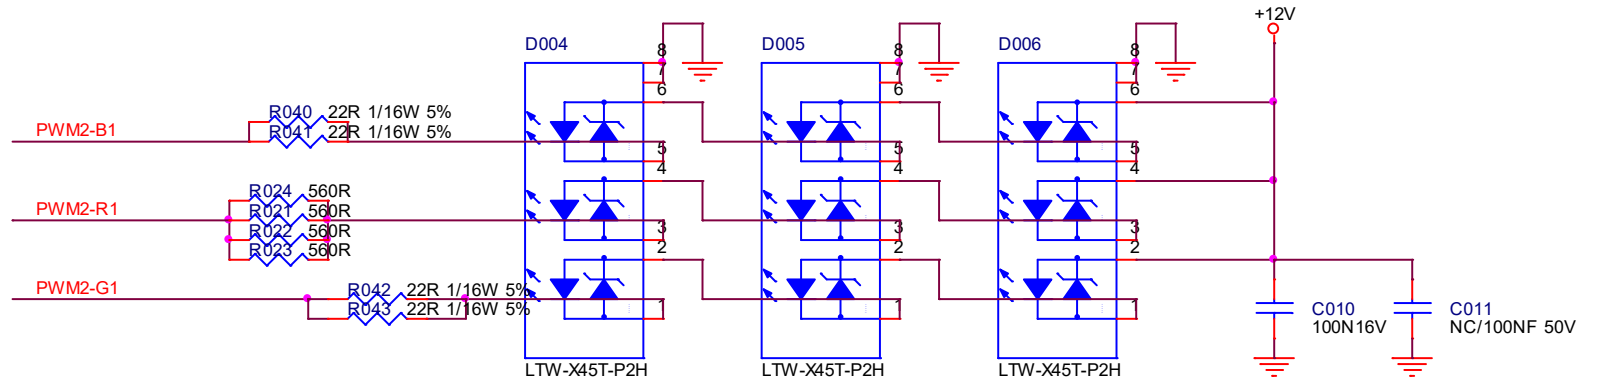 +12V
D004
D005
D006
8
7
6
8
7
6
8
7
6
R040 22R 1/16W 5%
PWM2-B1
R041 22R 1/16W 5%
5
4
5
4
5
4
R024 560R
PWM2-R1
R021 560R
R022 560R
R023 560R
3
2
3
2
3
2
PWM2-G1
R042 22R 1/16W 5%
R043 22R 1/16W 5%
1
1
1
C010
100N16V
C011
NC/100NF 50V
LTW-X45T-P2H
LTW-X45T-P2H
LTW-X45T-P2H